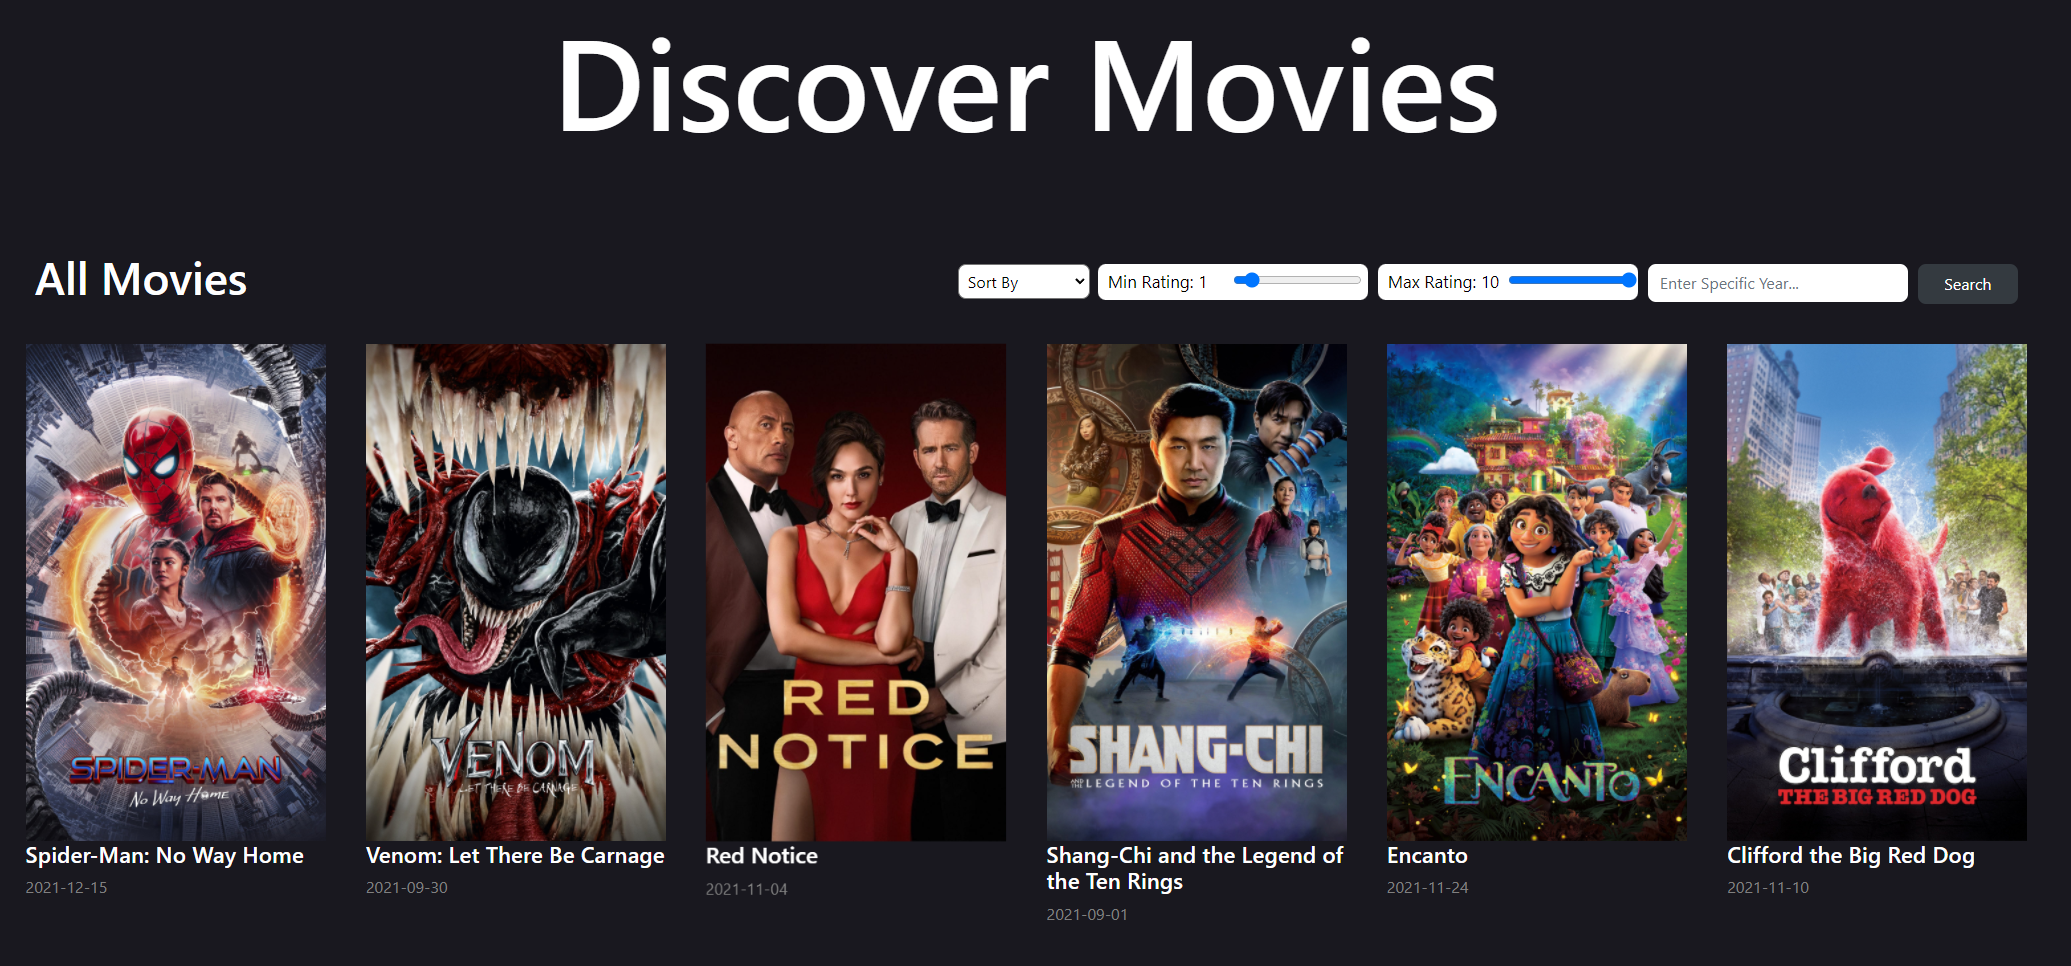 Discover Movies
All Movies
Sort By
Min Rating: 1
Max Rating: 10
Enter Specific Year...
Search
SPIDER-MAN
No Way Home
VENOM
LET THERE BE CARNAGE
RED
NOTICE
SHANG-CHI
AND THE LEGEND OF THE TEN RINGS
ENCANTO
Clifford
THE BIG RED DOG
Spider-Man: No Way Home
2021-12-15
Venom: Let There Be Carnage
2021-09-30
Red Notice
2021-11-04
Shang-Chi and the Legend of
the Ten Rings
2021-09-01
Encanto
2021-11-24
Clifford the Big Red Dog
2021-11-10